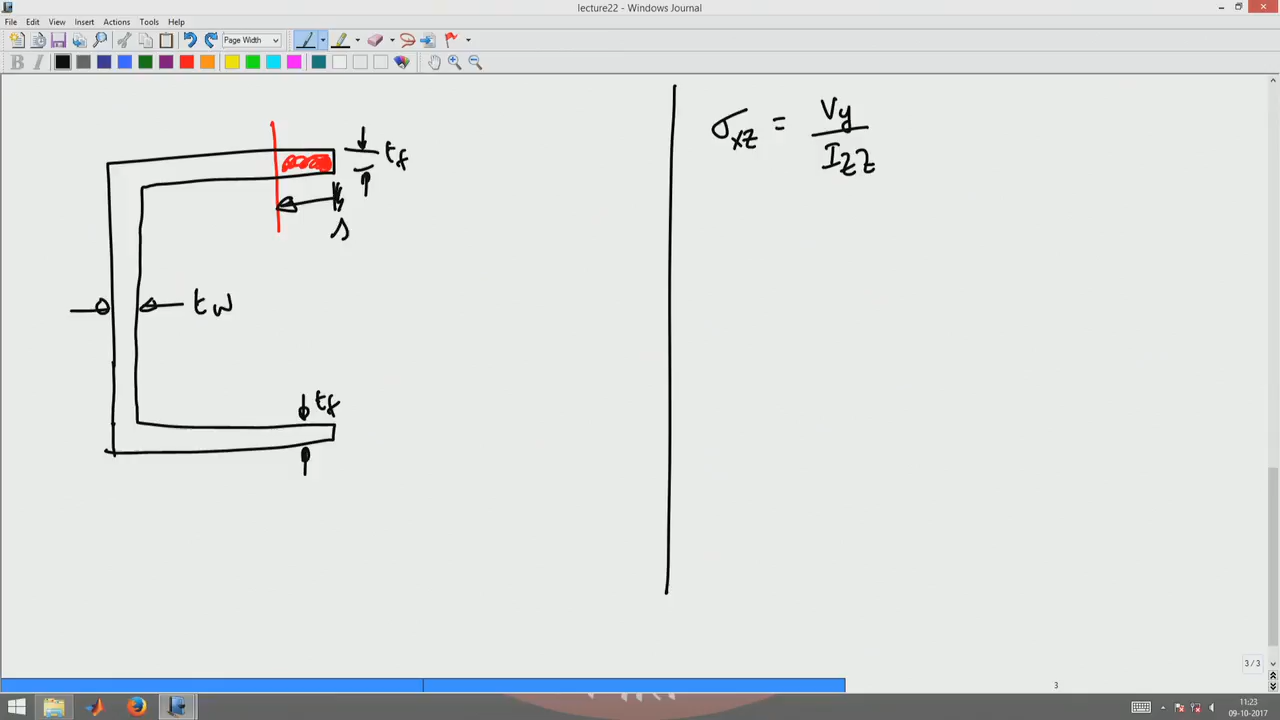 lecture22 - Windows Journal
File Edit View Insert Actions Tools Help
Page Width
B I
t_f
s
t_w
t_f
σ_xz = V_y / I_zz
3/3
3
11:23
09-10-2017